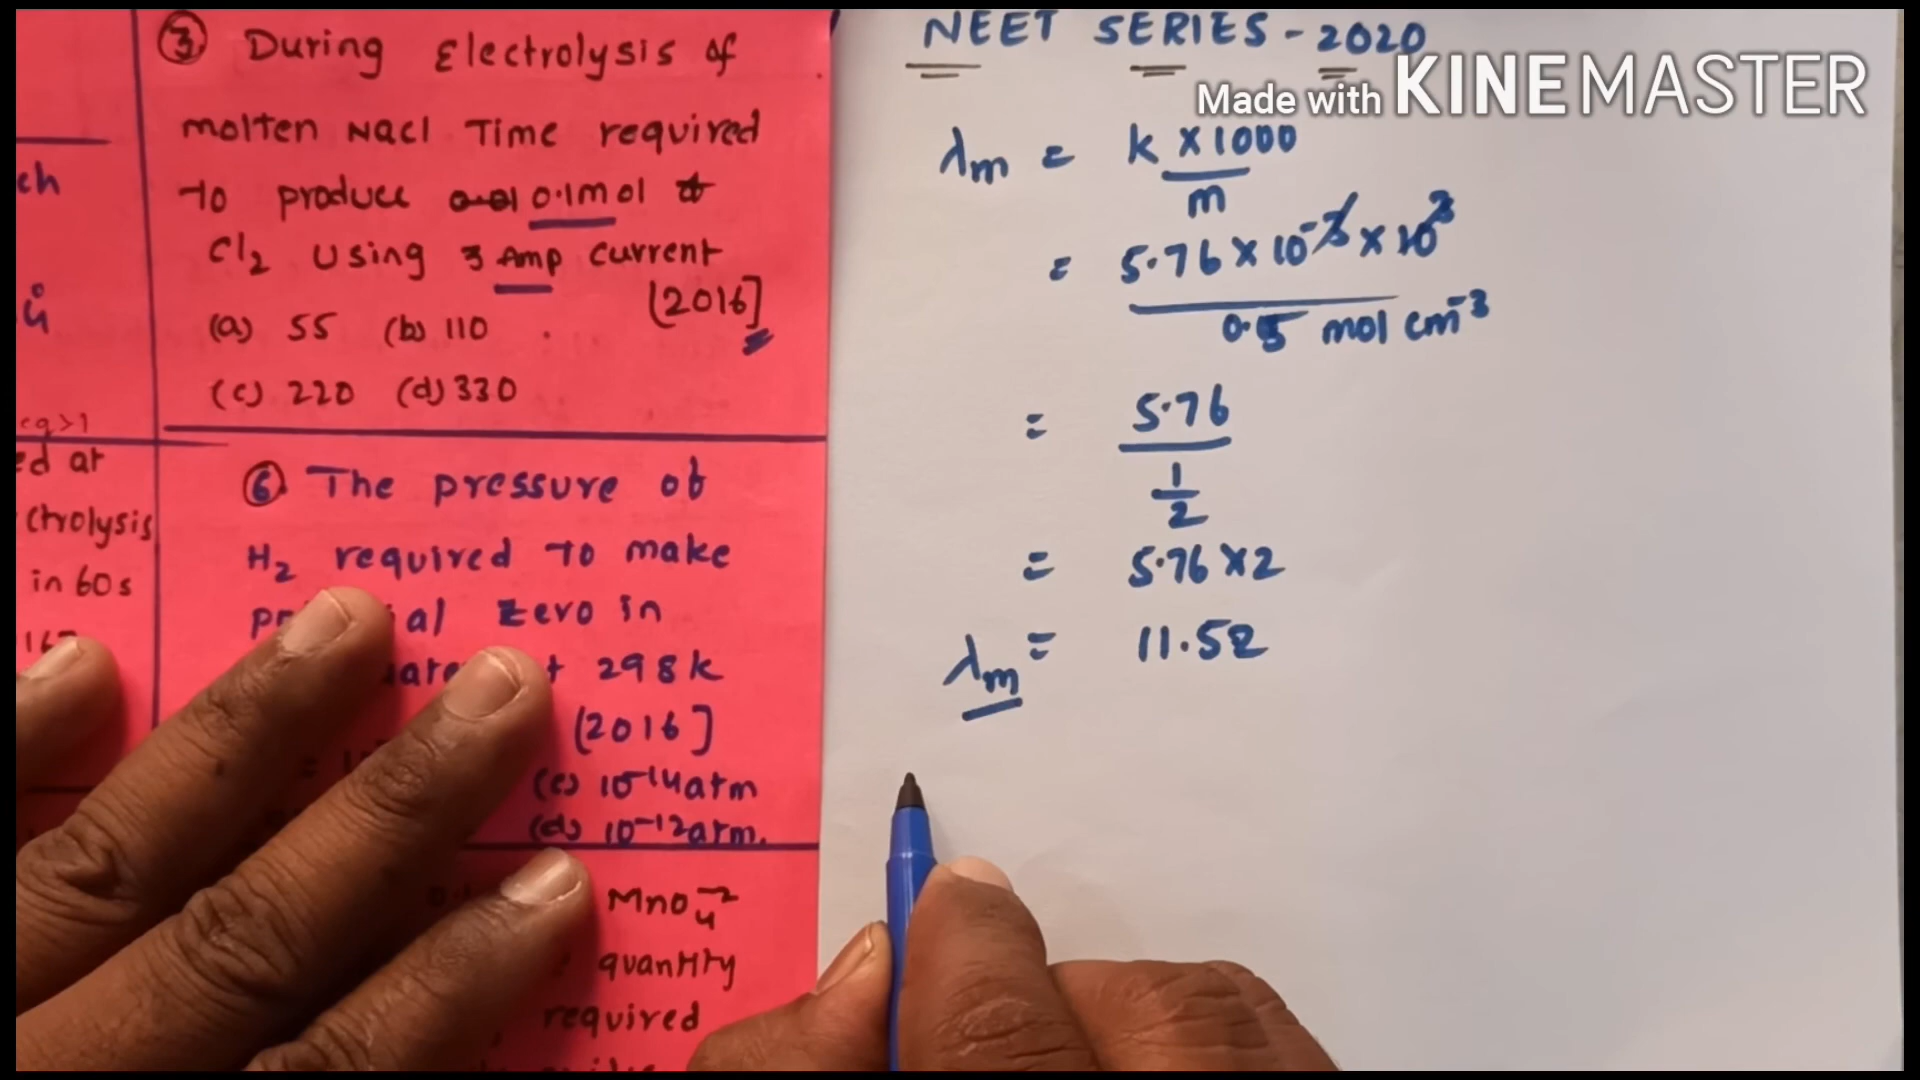 ch
ů
eq>1
ed at
ctrolysis
in 60s
③ During Electrolysis of
molten Nacl Time required
to produce 0.1mol
Cl₂ Using 3 Amp current
[2016]
(a) 55 (b) 110
(c) 220 (d) 330
⑥ The pressure of
H₂ required to make
zero in
298k
(2016]
(c) 10⁻¹⁴atm
(d) 10⁻¹²atm.
MnO₄⁻²
quantity
required
NEET SERIES - 2020
Made with KINEMASTER
λm = k × 1000
m
= 5.76 × 10⁻³ × 10³
0.5 mol cm⁻³
= 5.76
1
2
= 5.76 × 2
λm = 11.52